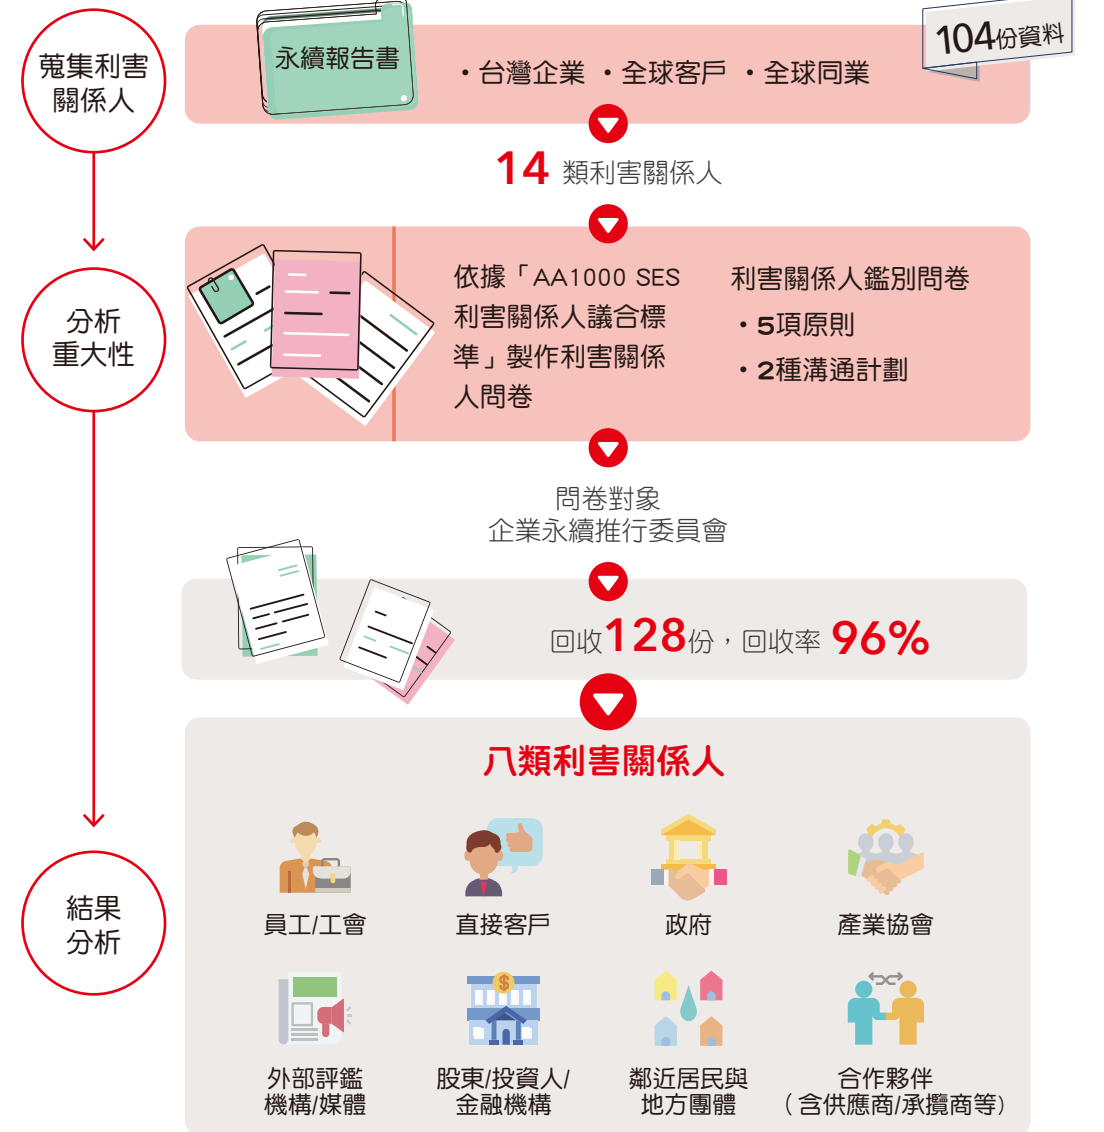 蒐集利害
關係人
永續報告書
・台灣企業 ・全球客戶 ・全球同業
104份資料
14 類利害關係人
分析
重大性
依據「AA1000 SES
利害關係人議合標
準」製作利害關係
人問卷
利害關係人鑑別問卷
・5項原則
・2種溝通計劃
問卷對象
企業永續推行委員會
回收128份，回收率 96%
結果
分析
八類利害關係人
員工/工會
直接客戶
政府
產業協會
外部評鑑
機構/媒體
股東/投資人/
金融機構
鄰近居民與
地方團體
合作夥伴
（含供應商/承攬商等）